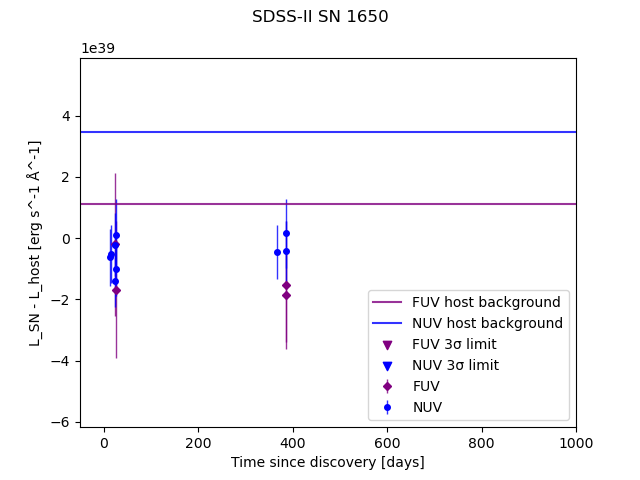 SDSS-II SN 1650
1e39
L_SN - L_host [erg s^-1 Å^-1]
4
2
0
−2
−4
−6
0
200
400
600
800
1000
Time since discovery [days]
FUV host background
NUV host background
FUV 3σ limit
NUV 3σ limit
FUV
NUV